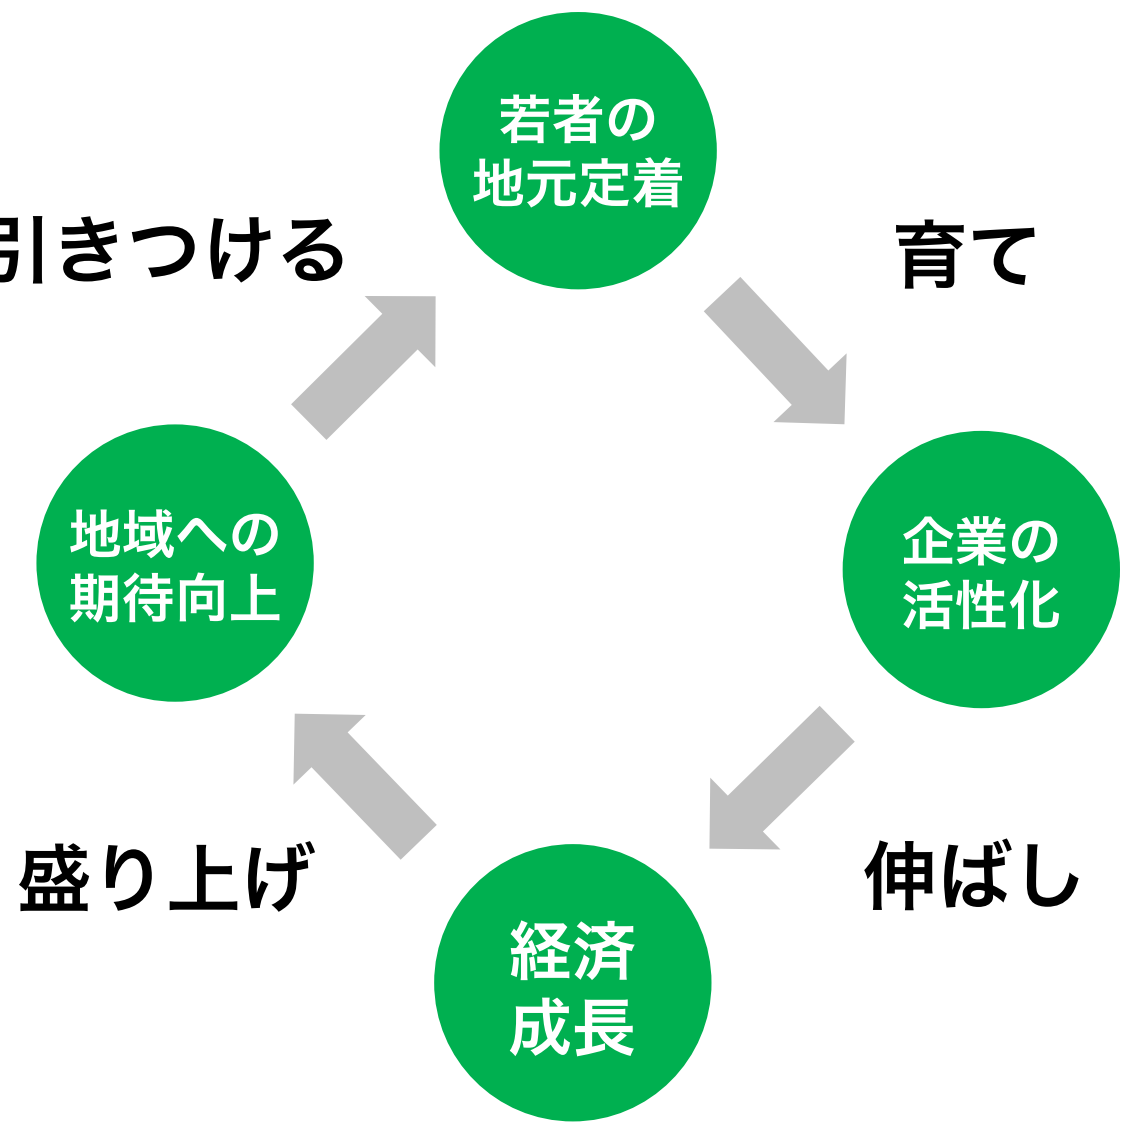 若者の
地元定着
引きつける
育て
地域への
期待向上
企業の
活性化
盛り上げ
伸ばし
経済
成長